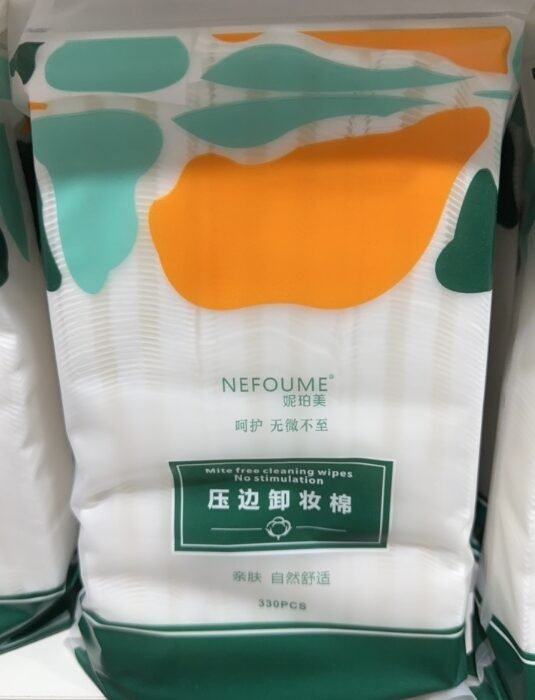 NEFOUME®
妮珀美
呵护 无微不至
Mite free cleaning wipes
No stimulation
压边卸妆棉
亲肤 自然舒适
330PCS